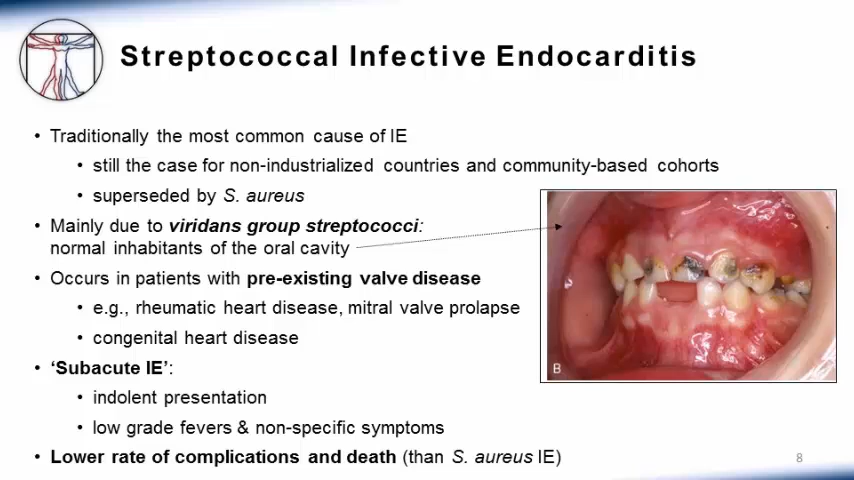 Streptococcal Infective Endocarditis
• Traditionally the most common cause of IE
• still the case for non-industrialized countries and community-based cohorts
• superseded by S. aureus
• Mainly due to viridans group streptococci:
normal inhabitants of the oral cavity
• Occurs in patients with pre-existing valve disease
• e.g., rheumatic heart disease, mitral valve prolapse
• congenital heart disease
• ‘Subacute IE’:
• indolent presentation
• low grade fevers & non-specific symptoms
• Lower rate of complications and death (than S. aureus IE)
B
8